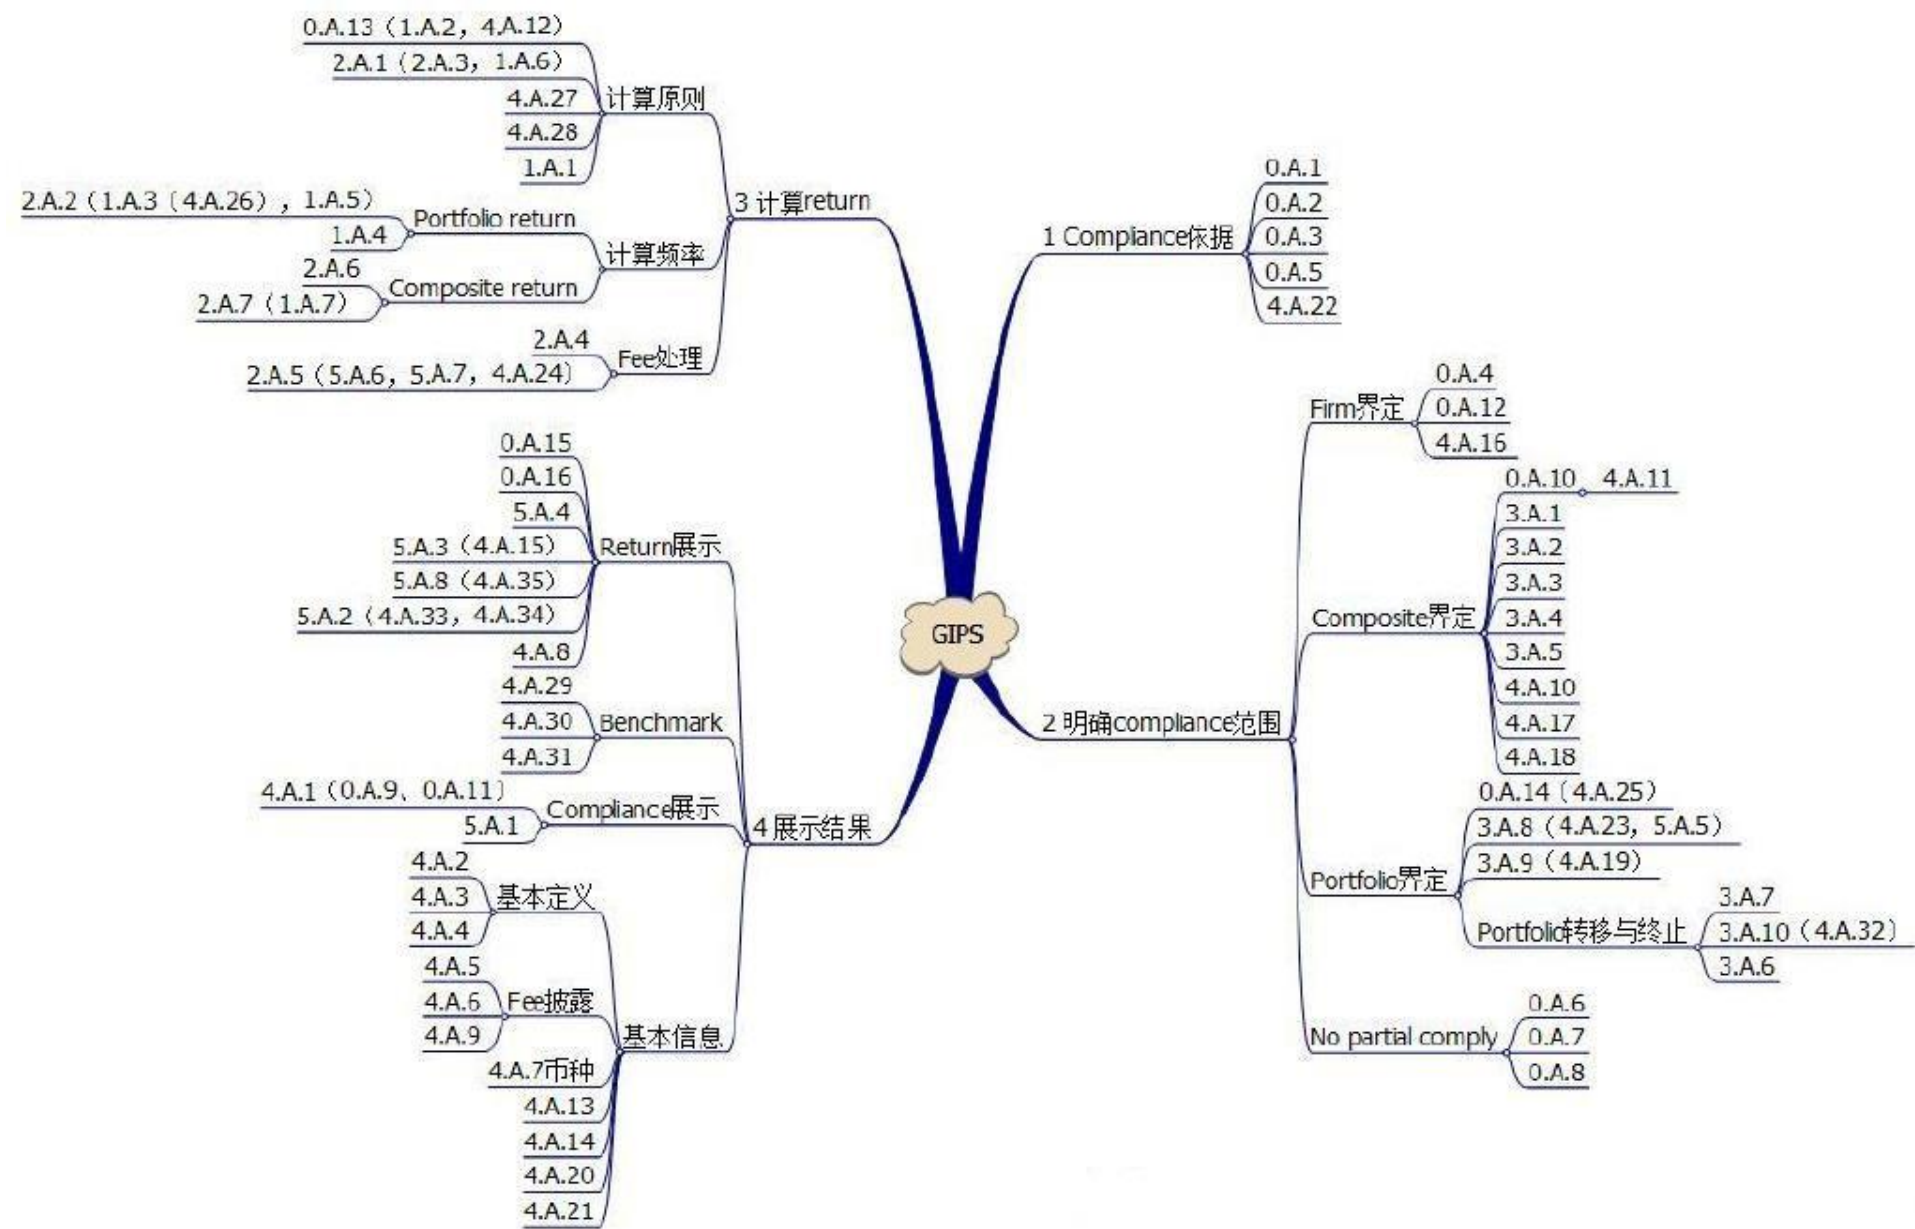 GIPS
1 Compliance依据
0.A.1
0.A.2
0.A.3
0.A.5
4.A.22
2 明确compliance范围
Firm界定
0.A.4
0.A.12
4.A.16
Composite界定
0.A.10
4.A.11
3.A.1
3.A.2
3.A.3
3.A.4
3.A.5
4.A.10
4.A.17
4.A.18
Portfolio界定
0.A.14（4.A.25）
3.A.8（4.A.23，5.A.5）
3.A.9（4.A.19）
Portfolio转移与终止
3.A.7
3.A.10（4.A.32）
3.A.6
No partial comply
0.A.6
0.A.7
0.A.8
3 计算return
计算原则
0.A.13（1.A.2，4.A.12）
2.A.1（2.A.3，1.A.6）
4.A.27
4.A.28
1.A.1
计算频率
Portfolio return
2.A.2（1.A.3（4.A.26），1.A.5）
1.A.4
Composite return
2.A.6
2.A.7（1.A.7）
Fee处理
2.A.4
2.A.5（5.A.6，5.A.7，4.A.24）
4 展示结果
Return展示
0.A.15
0.A.16
5.A.4
5.A.3（4.A.15）
5.A.8（4.A.35）
5.A.2（4.A.33，4.A.34）
4.A.8
Benchmark
4.A.29
4.A.30
4.A.31
Compliance展示
4.A.1（0.A.9、0.A.11）
5.A.1
基本信息
基本定义
4.A.2
4.A.3
4.A.4
Fee披露
4.A.5
4.A.6
4.A.9
4.A.7币种
4.A.13
4.A.14
4.A.20
4.A.21